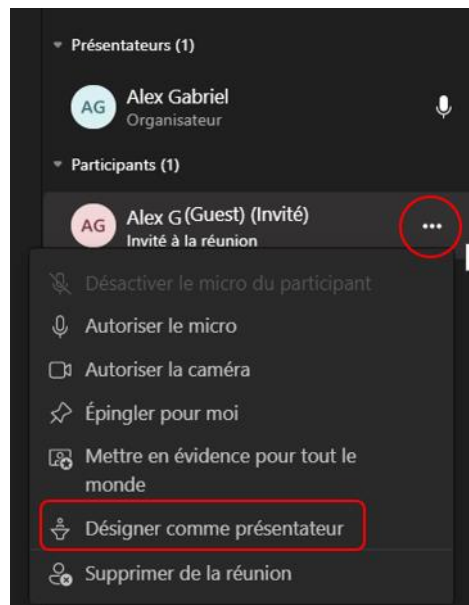 Présentateurs (1)
AG
Alex Gabriel
Organisateur
Participants (1)
AG
Alex G (Guest) (Invité)
Invité à la réunion
Désactiver le micro du participant
Autoriser le micro
Autoriser la caméra
Épingler pour moi
Mettre en évidence pour tout le
monde
Désigner comme présentateur
Supprimer de la réunion